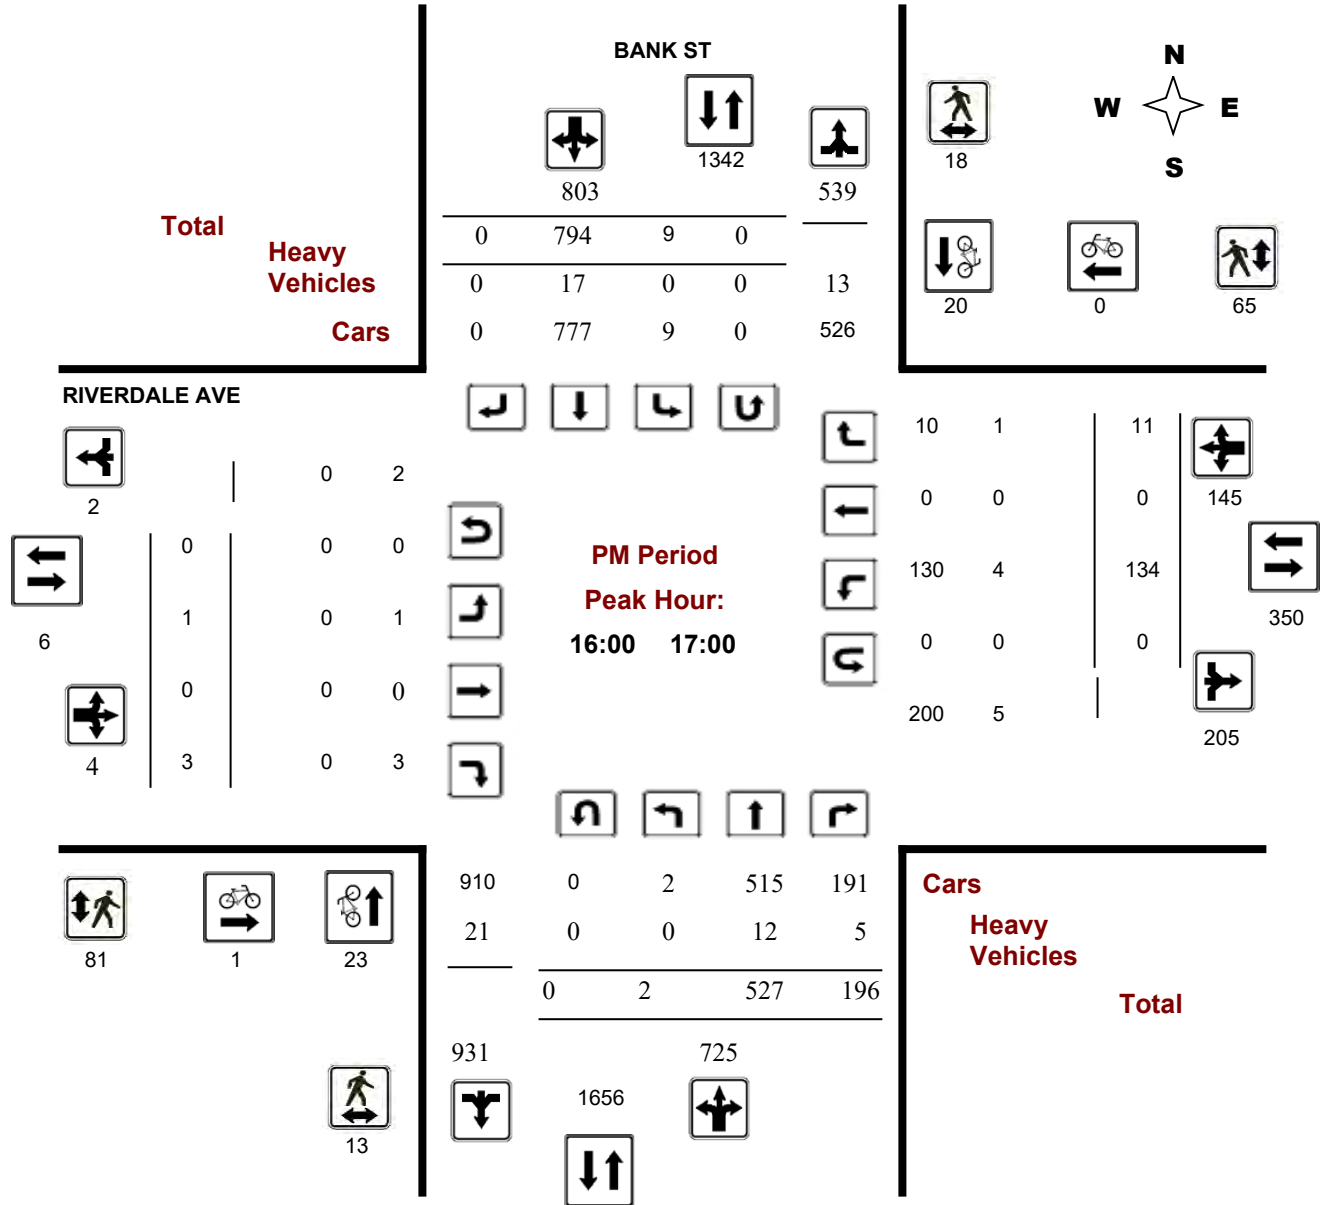 BANK ST
N
W E
S
1342
18
803
539
Total
0 794 9 0
Heavy
Vehicles
0 17 0 0 13
Cars
0 777 9 0 526
20 0 65
RIVERDALE AVE
10 1 11
0 2
2
0 0 0 145
0 0 0
PM Period
130 4 134
Peak Hour:
1 0 1
350
6
16:00 17:00
0 0 0
0 0 0
200 5
205
4 3 0 3
910 0 2 515 191
Cars
21 0 0 12 5
Heavy
Vehicles
81 1 23
0 2 527 196
Total
931 725
1656
13